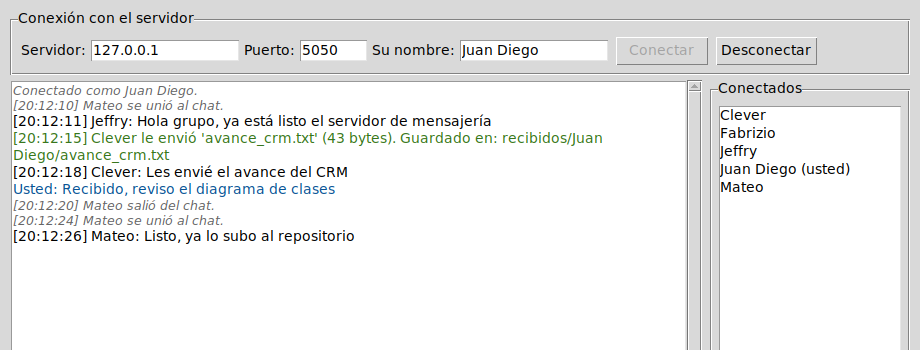 Conexión con el servidor
Servidor: 127.0.0.1 Puerto: 5050 Su nombre: Juan Diego Conectar Desconectar
Conectado como Juan Diego.
[20:12:10] Mateo se unió al chat.
[20:12:11] Jeffry: Hola grupo, ya está listo el servidor de mensajería
[20:12:15] Clever le envió 'avance_crm.txt' (43 bytes). Guardado en: recibidos/Juan
Diego/avance_crm.txt
[20:12:18] Clever: Les envié el avance del CRM
Usted: Recibido, reviso el diagrama de clases
[20:12:20] Mateo salió del chat.
[20:12:24] Mateo se unió al chat.
[20:12:26] Mateo: Listo, ya lo subo al repositorio
Conectados
Clever
Fabrizio
Jeffry
Juan Diego (usted)
Mateo